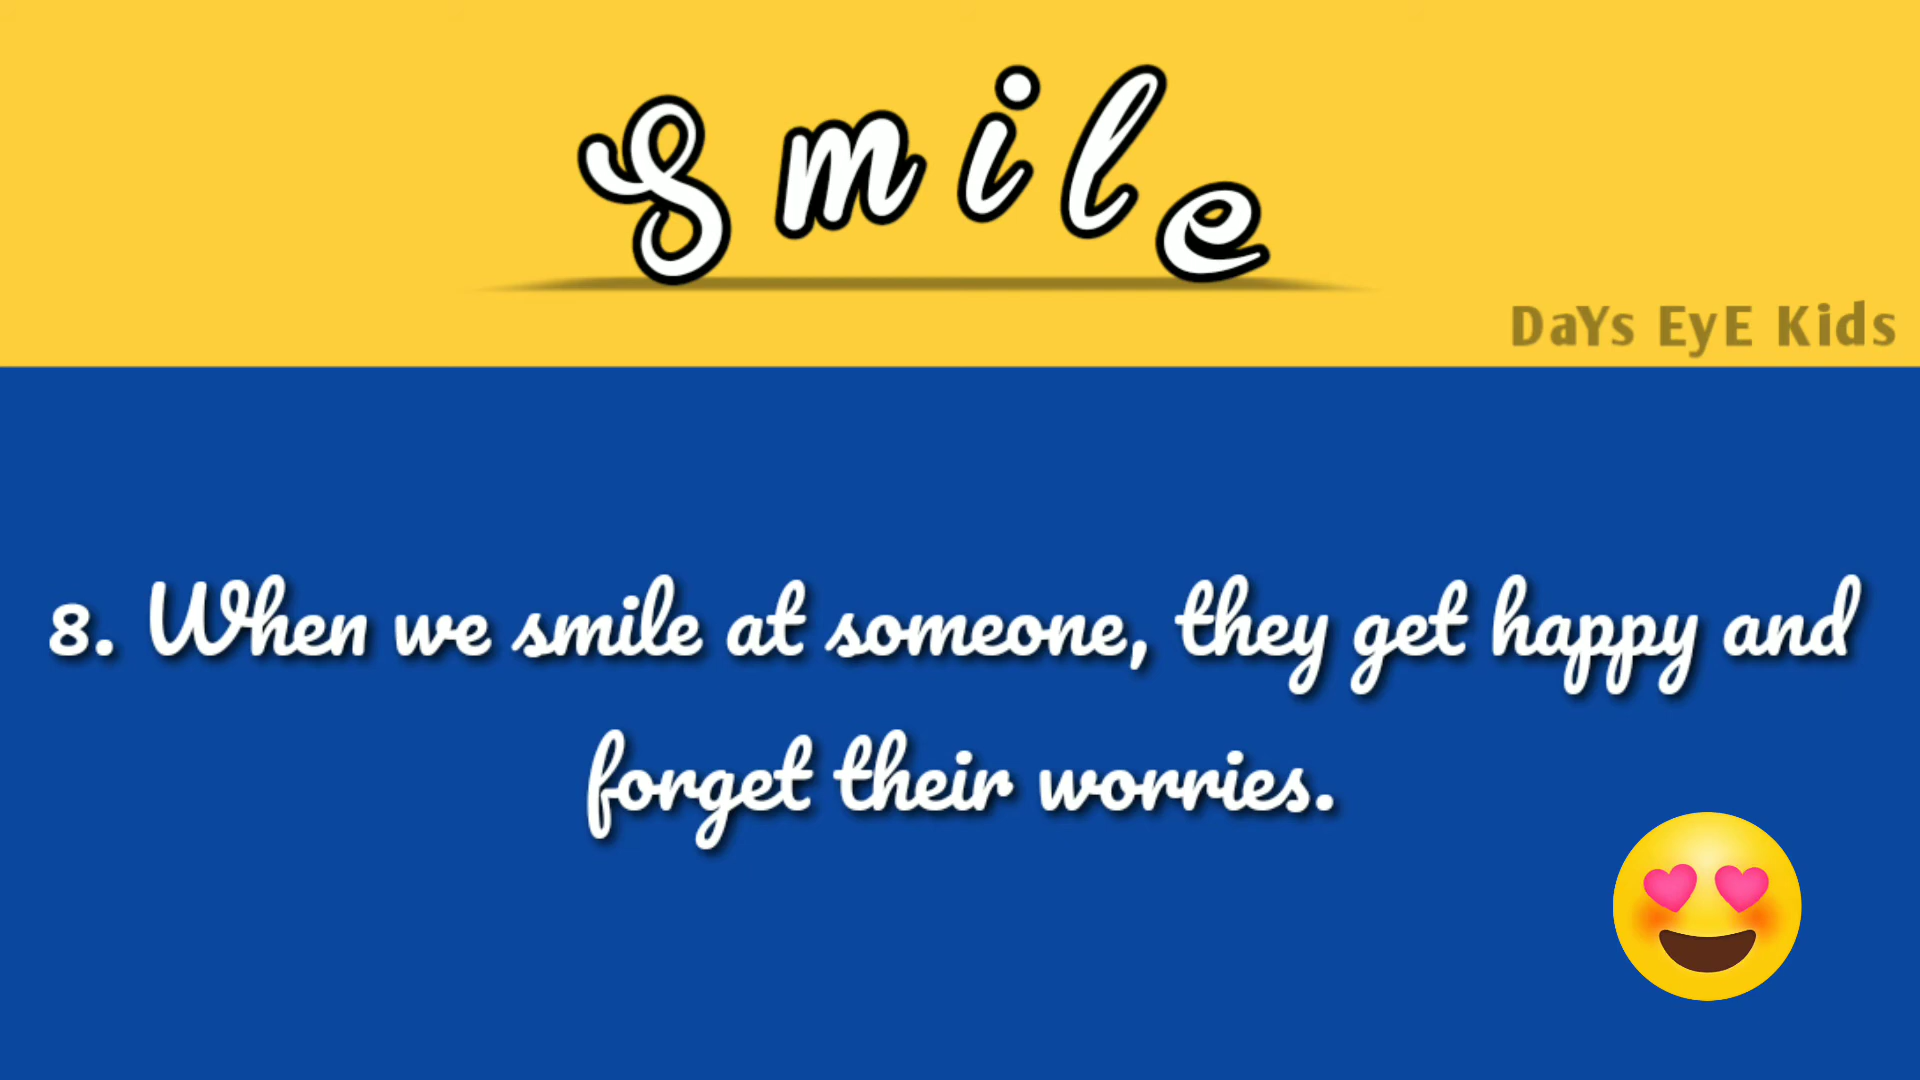 Smile
DaYs EyE Kids
8. When we smile at someone, they get happy and
forget their worries.